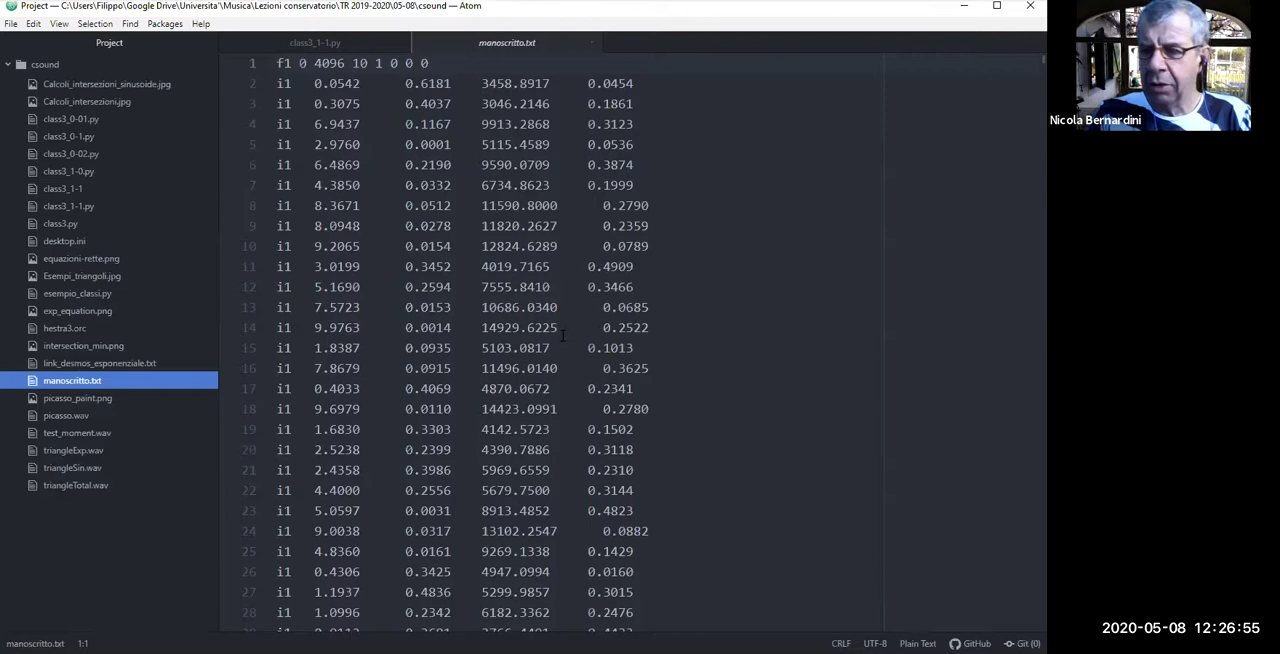 Project — C:\Users\Filippo\Google Drive\Universita'\Musica\Lezioni conservatorio\TR 2019-2020\05-08\csound — Atom
File Edit View Selection Find Packages Help
Project
class3_1-1.py
manoscritto.txt
csound
Calcoli_intersezioni_sinusoide.jpg
Calcoli_intersezioni.jpg
class3_0-01.py
class3_0-1.py
class3_0-02.py
class3_1-0.py
class3_1-1
class3_1-1.py
class3.py
desktop.ini
equazioni-rette.png
Esempi_triangoli.jpg
esempio_classi.py
exp_equation.png
hestra3.orc
intersection_min.png
link_desmos_esponenziale.txt
manoscritto.txt
picasso_paint.png
picasso.wav
test_moment.wav
triangleExp.wav
triangleSin.wav
triangleTotal.wav
1 f1 0 4096 10 1 0 0 0
2 i1 0.0542 0.6181 3458.8917 0.0454
3 i1 0.3075 0.4037 3046.2146 0.1861
4 i1 6.9437 0.1167 9913.2868 0.3123
5 i1 2.9760 0.0001 5115.4589 0.0536
6 i1 6.4869 0.2190 9590.0709 0.3874
7 i1 4.3850 0.0332 6734.8623 0.1999
8 i1 8.3671 0.0512 11590.8000 0.2790
9 i1 8.0948 0.0278 11820.2627 0.2359
10 i1 9.2065 0.0154 12824.6289 0.0789
11 i1 3.0199 0.3452 4019.7165 0.4909
12 i1 5.1690 0.2594 7555.8410 0.3466
13 i1 7.5723 0.0153 10686.0340 0.0685
14 i1 9.9763 0.0014 14929.6225 0.2522
15 i1 1.8387 0.0935 5103.0817 0.1013
16 i1 7.8679 0.0915 11496.0140 0.3625
17 i1 0.4033 0.4069 4870.0672 0.2341
18 i1 9.6979 0.0110 14423.0991 0.2780
19 i1 1.6830 0.3303 4142.5723 0.1502
20 i1 2.5238 0.2399 4390.7886 0.3118
21 i1 2.4358 0.3986 5969.6559 0.2310
22 i1 4.4000 0.2556 5679.7500 0.3144
23 i1 5.0597 0.0031 8913.4852 0.4823
24 i1 9.0038 0.0317 13102.2547 0.0882
25 i1 4.8360 0.0161 9269.1338 0.1429
26 i1 0.4306 0.3425 4947.0994 0.0160
27 i1 1.1937 0.4836 5299.9857 0.3015
28 i1 1.0996 0.2342 6182.3362 0.2476
manoscritto.txt 1:1
CRLF UTF-8 Plain Text GitHub Git (0)
Nicola Bernardini
2020-05-08 12:26:55